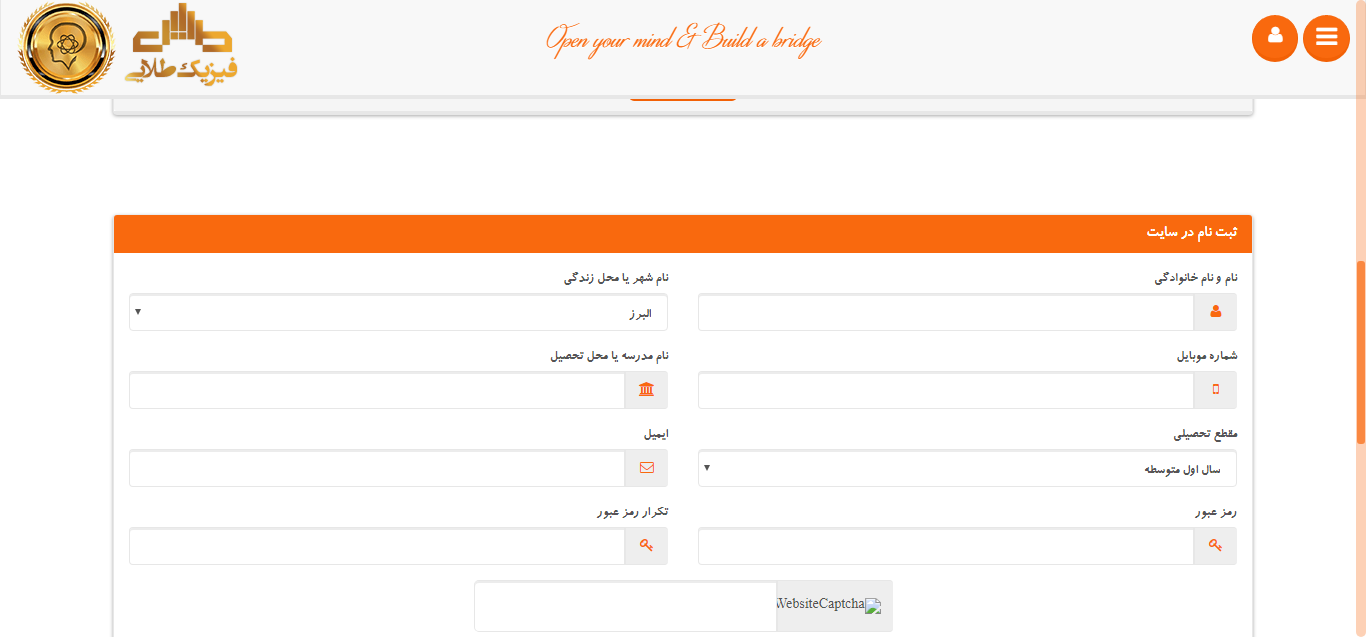 فیزیک طلایی
Open your mind & Build a bridge
ثبت نام در سایت
نام و نام خانوادگی
نام شهر یا محل زندگی
البرز
شماره موبایل
نام مدرسه یا محل تحصیل
مقطع تحصیلی
ایمیل
سال اول متوسطه
رمز عبور
تکرار رمز عبور
WebsiteCaptcha